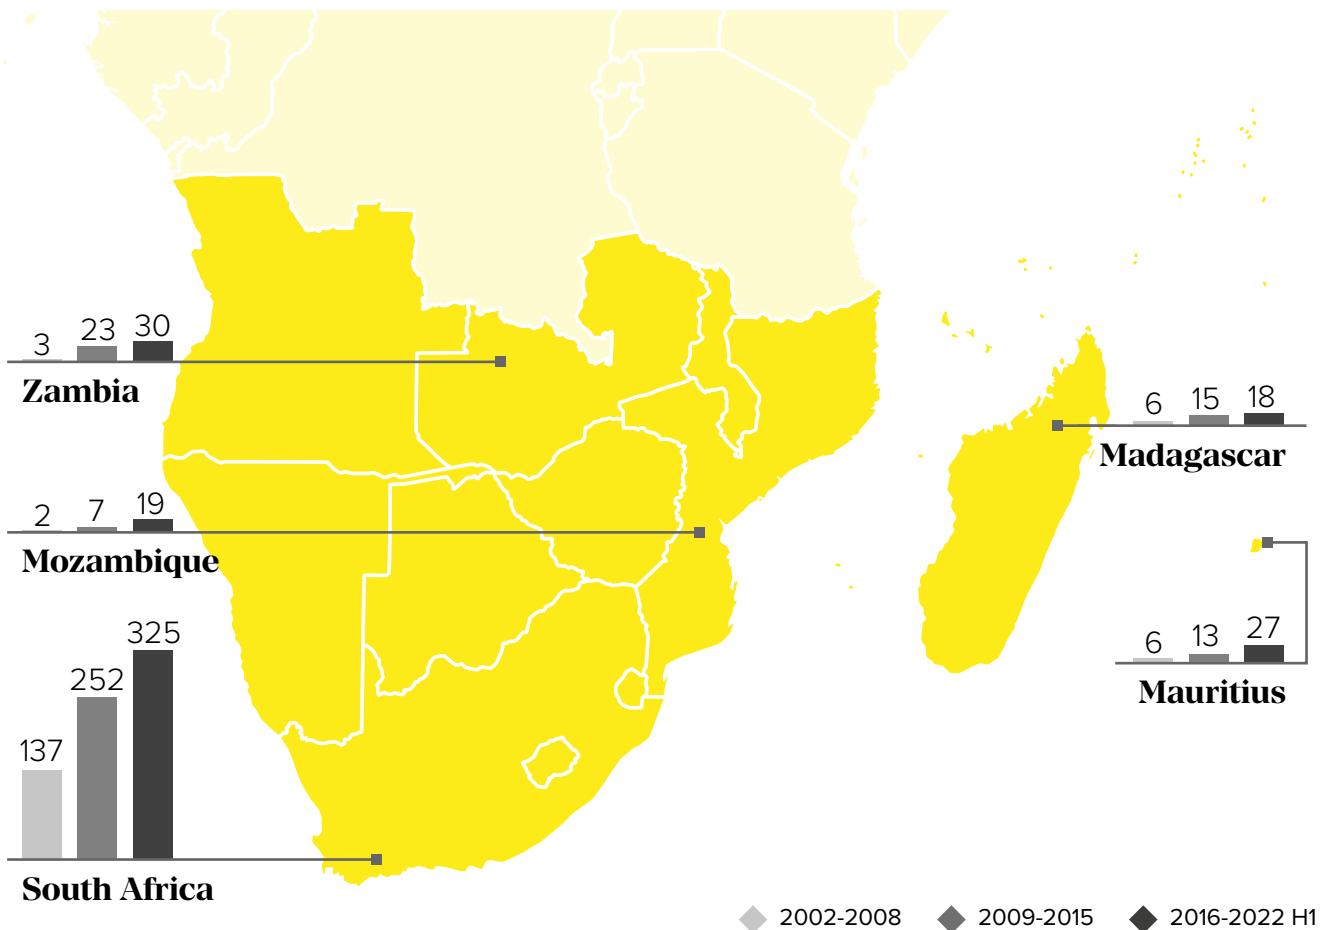 3 23 30
Zambia
6 15 18
Madagascar
2 7 19
Mozambique
6 13 27
Mauritius
137 252 325
South Africa
2002-2008 2009-2015 2016-2022 H1